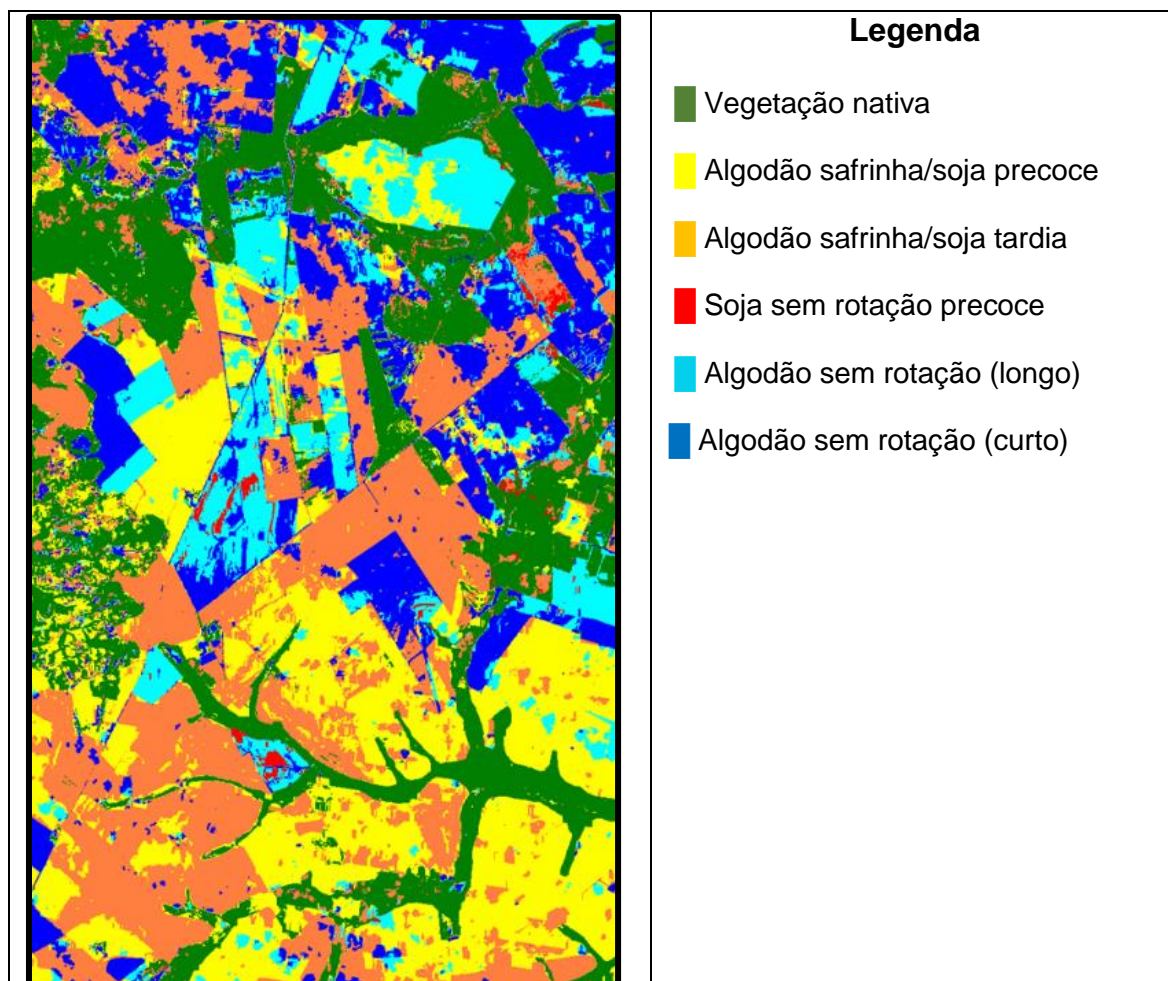 Legenda
Vegetação nativa
Algodão safrinha/soja precoce
Algodão safrinha/soja tardia
Soja sem rotação precoce
Algodão sem rotação (longo)
Algodão sem rotação (curto)